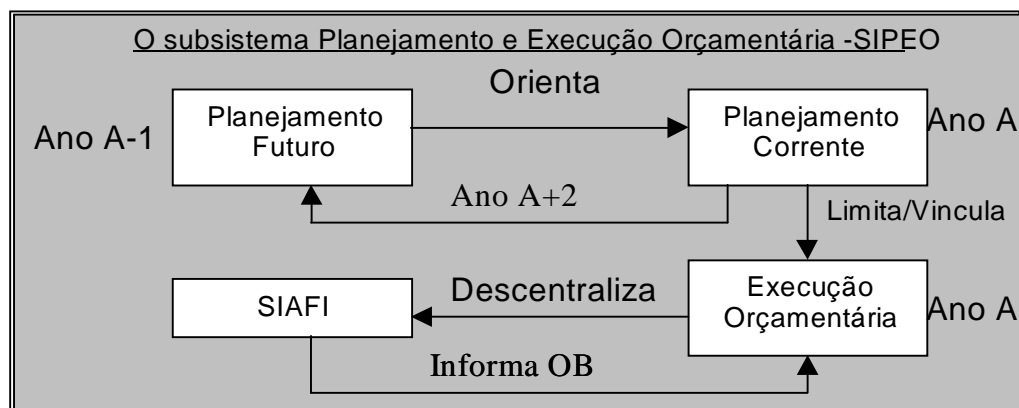 O subsistema Planejamento e Execução Orçamentária -SIPEO
Orienta
Ano A-1
Planejamento
Futuro
Planejamento
Corrente
Ano A
Ano A+2
Limita/Vincula
SIAFI
Descentraliza
Execução
Orçamentária
Ano A
Informa OB